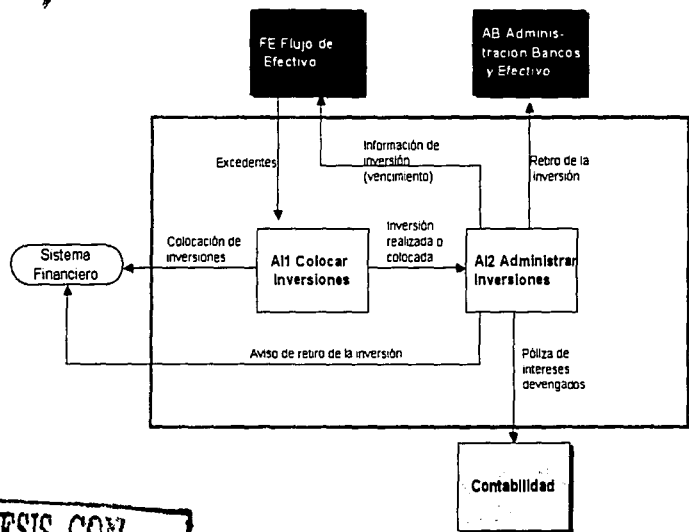 FE Flujo de
Efectivo
AB Adminis-
tracion Bancos
y Efectivo
Información de
inversión
(vencimiento)
Excedentes
Retiro de la
inversión
Colocación de
inversiones
Inversión
realizada o
colocada
Sistema
Financiero
AI1 Colocar
Inversiones
AI2 Administrar
Inversiones
Aviso de retiro de la inversión
Póliza de
intereses
devengados
Contabilidad
TESIS CON